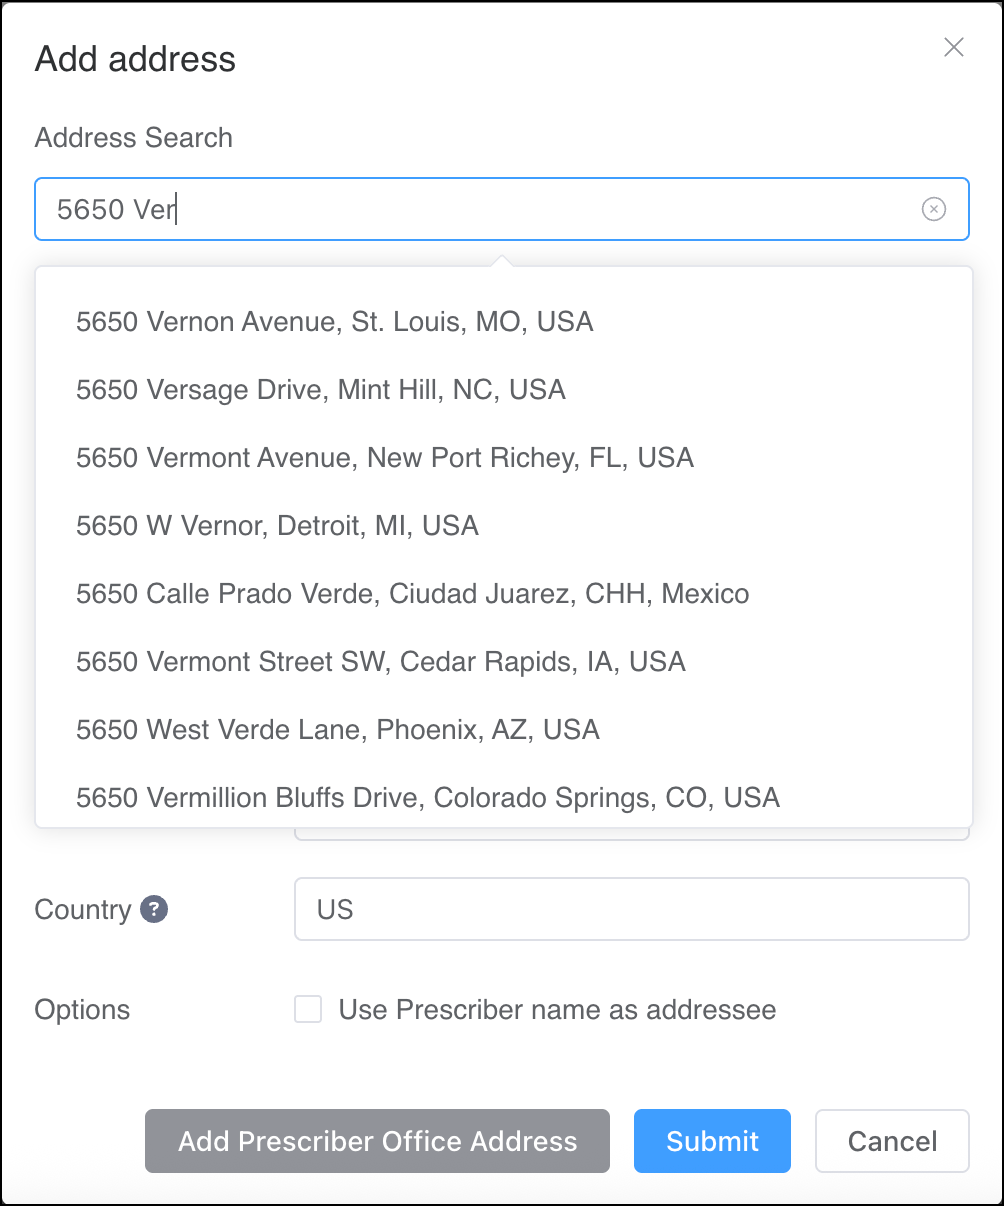 Add address
Address Search
5650 Ver
5650 Vernon Avenue, St. Louis, MO, USA
5650 Versage Drive, Mint Hill, NC, USA
5650 Vermont Avenue, New Port Richey, FL, USA
5650 W Vernor, Detroit, MI, USA
5650 Calle Prado Verde, Ciudad Juarez, CHH, Mexico
5650 Vermont Street SW, Cedar Rapids, IA, USA
5650 West Verde Lane, Phoenix, AZ, USA
5650 Vermillion Bluffs Drive, Colorado Springs, CO, USA
Country ?
US
Options
Use Prescriber name as addressee
Add Prescriber Office Address
Submit
Cancel